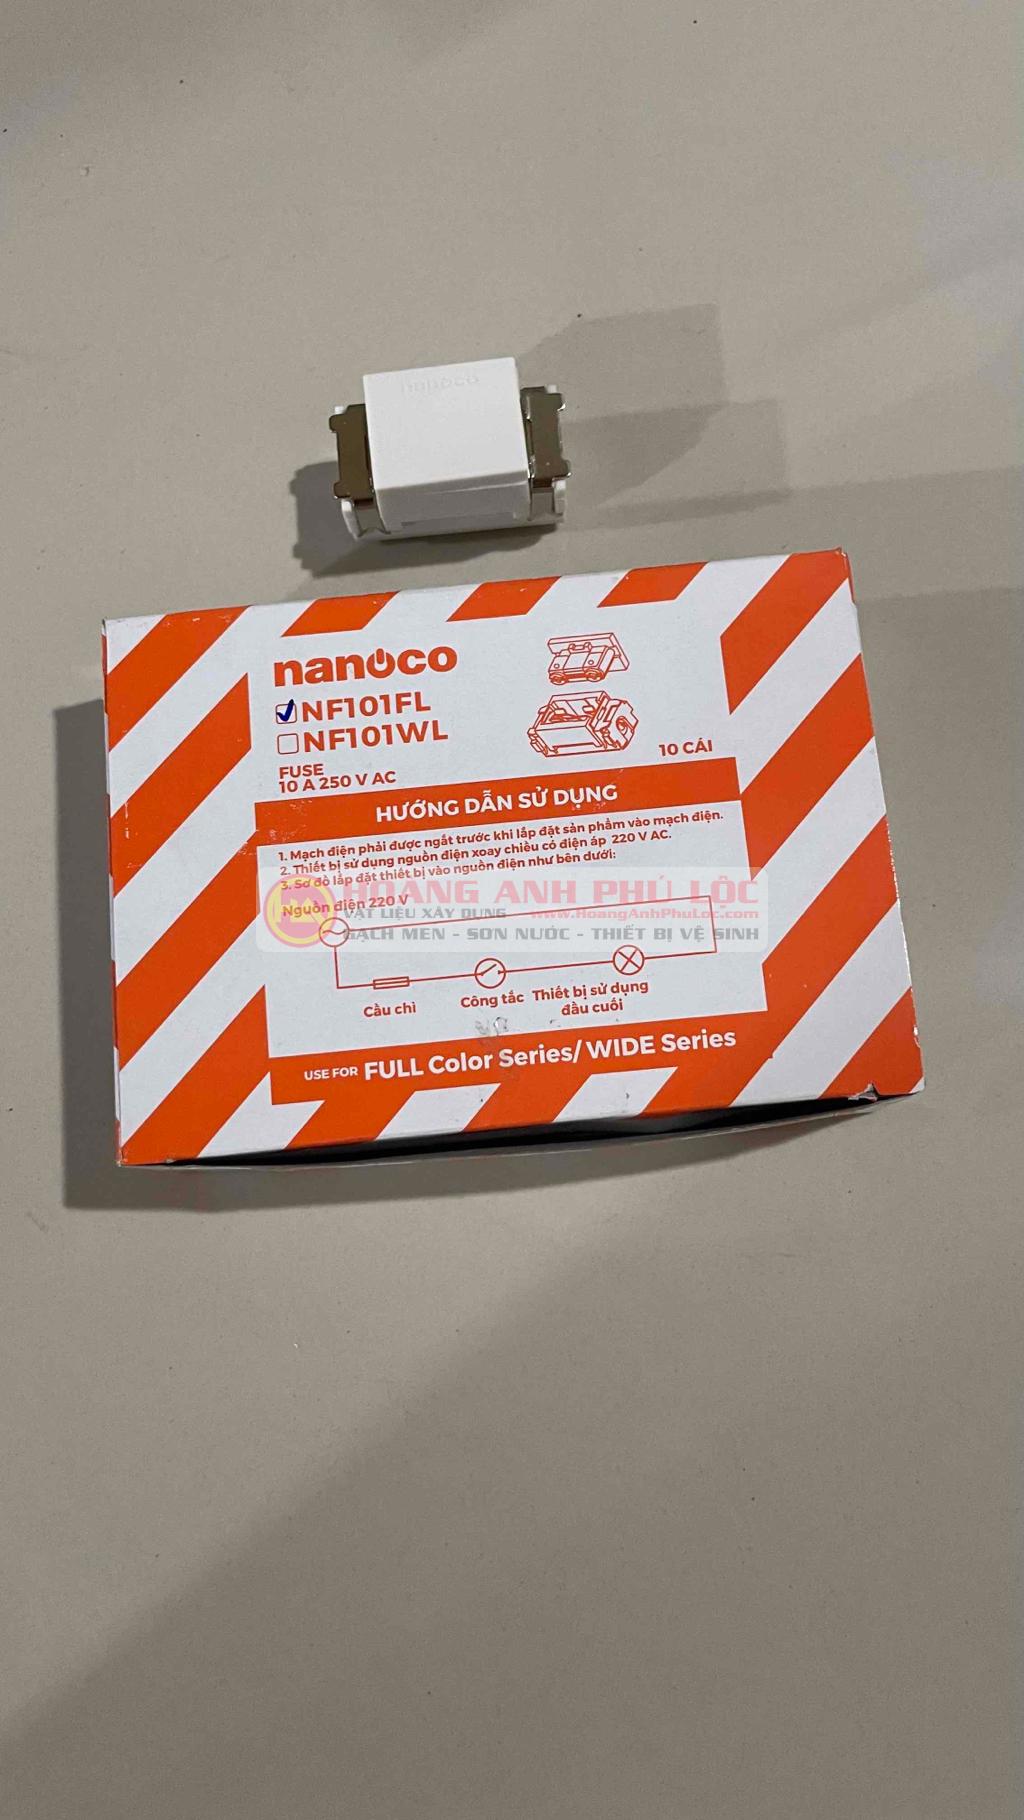 nanoco
nanoco
NF101FL
NF101WL
FUSE
10 A 250 V AC
10 CÁI
HƯỚNG DẪN SỬ DỤNG
1. Mạch điện phải được ngắt trước khi lắp đặt sản phẩm vào mạch điện.
2. Thiết bị sử dụng nguồn điện xoay chiều có điện áp 220 V AC.
3. Sơ đồ lắp đặt thiết bị vào nguồn điện như bên dưới:
HOANG ANH PHÚ LỘC
Nguồn điện 220 V
VẬT LIỆU XÂY DỰNG www.HoangAnhPhuLoc.com
GẠCH MEN - SƠN NƯỚC - THIẾT BỊ VỆ SINH
Cầu chì
Công tắc
Thiết bị sử dụng
đầu cuối
USE FOR FULL Color Series/ WIDE Series